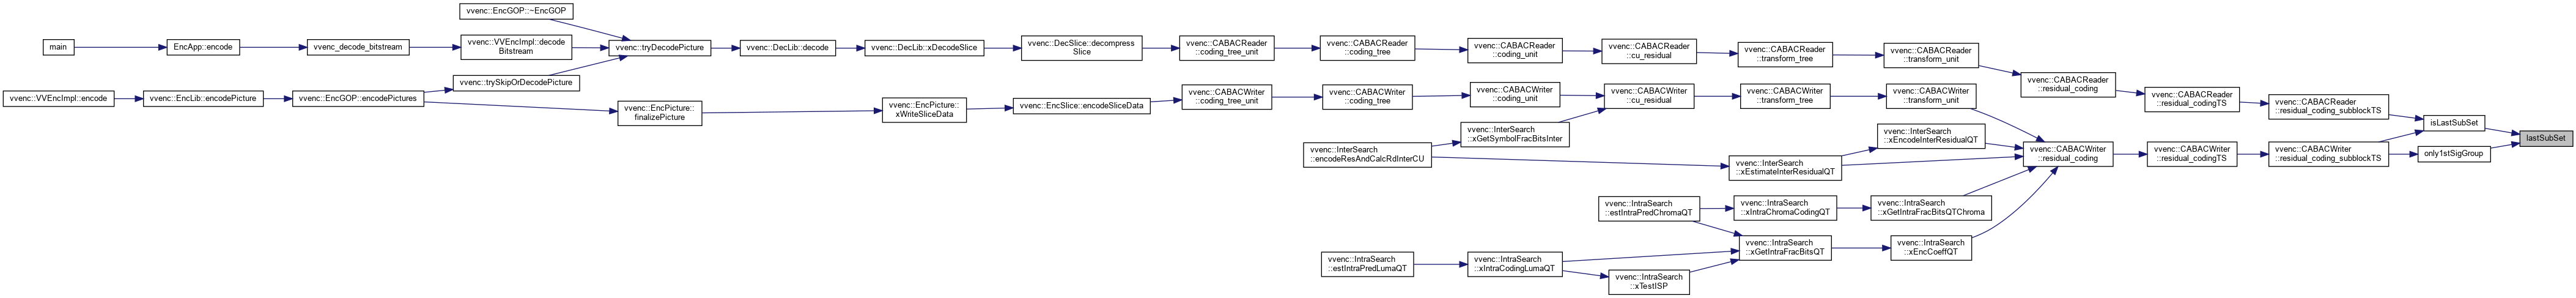 vvenc::EncGOP::~EncGOP
main
EncApp::encode
vvenc_decode_bitstream
vvenc::VVEncImpl::decode
Bitstream
vvenc::tryDecodePicture
vvenc::DecLib::decode
vvenc::DecLib::xDecodeSlice
vvenc::DecSlice::decompress
Slice
vvenc::CABACReader
::coding_tree_unit
vvenc::CABACReader
::coding_tree
vvenc::CABACReader
::coding_unit
vvenc::CABACReader
::cu_residual
vvenc::CABACReader
::transform_tree
vvenc::CABACReader
::transform_unit
vvenc::CABACReader
::residual_coding
vvenc::CABACReader
::residual_codingTS
vvenc::CABACReader
::residual_coding_subblockTS
isLastSubSet
lastSubSet
vvenc::trySkipOrDecodePicture
vvenc::VVEncImpl::encode
vvenc::EncLib::encodePicture
vvenc::EncGOP::encodePictures
vvenc::EncPicture::
finalizePicture
vvenc::EncPicture::
xWriteSliceData
vvenc::EncSlice::encodeSliceData
vvenc::CABACWriter
::coding_tree_unit
vvenc::CABACWriter
::coding_tree
vvenc::CABACWriter
::coding_unit
vvenc::CABACWriter
::cu_residual
vvenc::CABACWriter
::transform_tree
vvenc::CABACWriter
::transform_unit
vvenc::InterSearch
::xGetSymbolFracBitsInter
vvenc::InterSearch
::xEncodeInterResidualQT
vvenc::InterSearch
::encodeResAndCalcRdInterCU
vvenc::InterSearch
::xEstimateInterResidualQT
vvenc::CABACWriter
::residual_coding
vvenc::CABACWriter
::residual_codingTS
vvenc::CABACWriter
::residual_coding_subblockTS
only1stSigGroup
vvenc::IntraSearch
::estIntraPredChromaQT
vvenc::IntraSearch
::xIntraChromaCodingQT
vvenc::IntraSearch
::xGetIntraFracBitsQTChroma
vvenc::IntraSearch
::estIntraPredLumaQT
vvenc::IntraSearch
::xIntraCodingLumaQT
vvenc::IntraSearch
::xGetIntraFracBitsQT
vvenc::IntraSearch
::xEncCoeffQT
vvenc::IntraSearch
::xTestISP